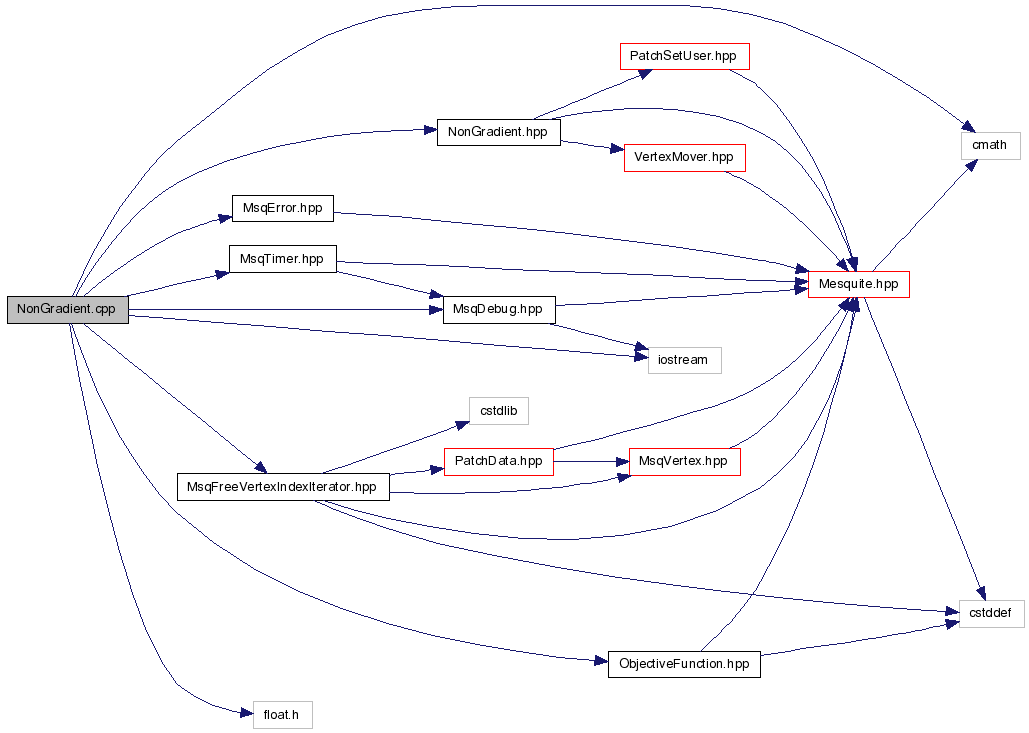 PatchSetUser.hpp
NonGradient.hpp
cmath
VertexMover.hpp
MsqError.hpp
MsqTimer.hpp
Mesquite.hpp
NonGradient.cpp
MsqDebug.hpp
iostream
cstdlib
PatchData.hpp
MsqVertex.hpp
MsqFreeVertexIndexIterator.hpp
cstddef
ObjectiveFunction.hpp
float.h